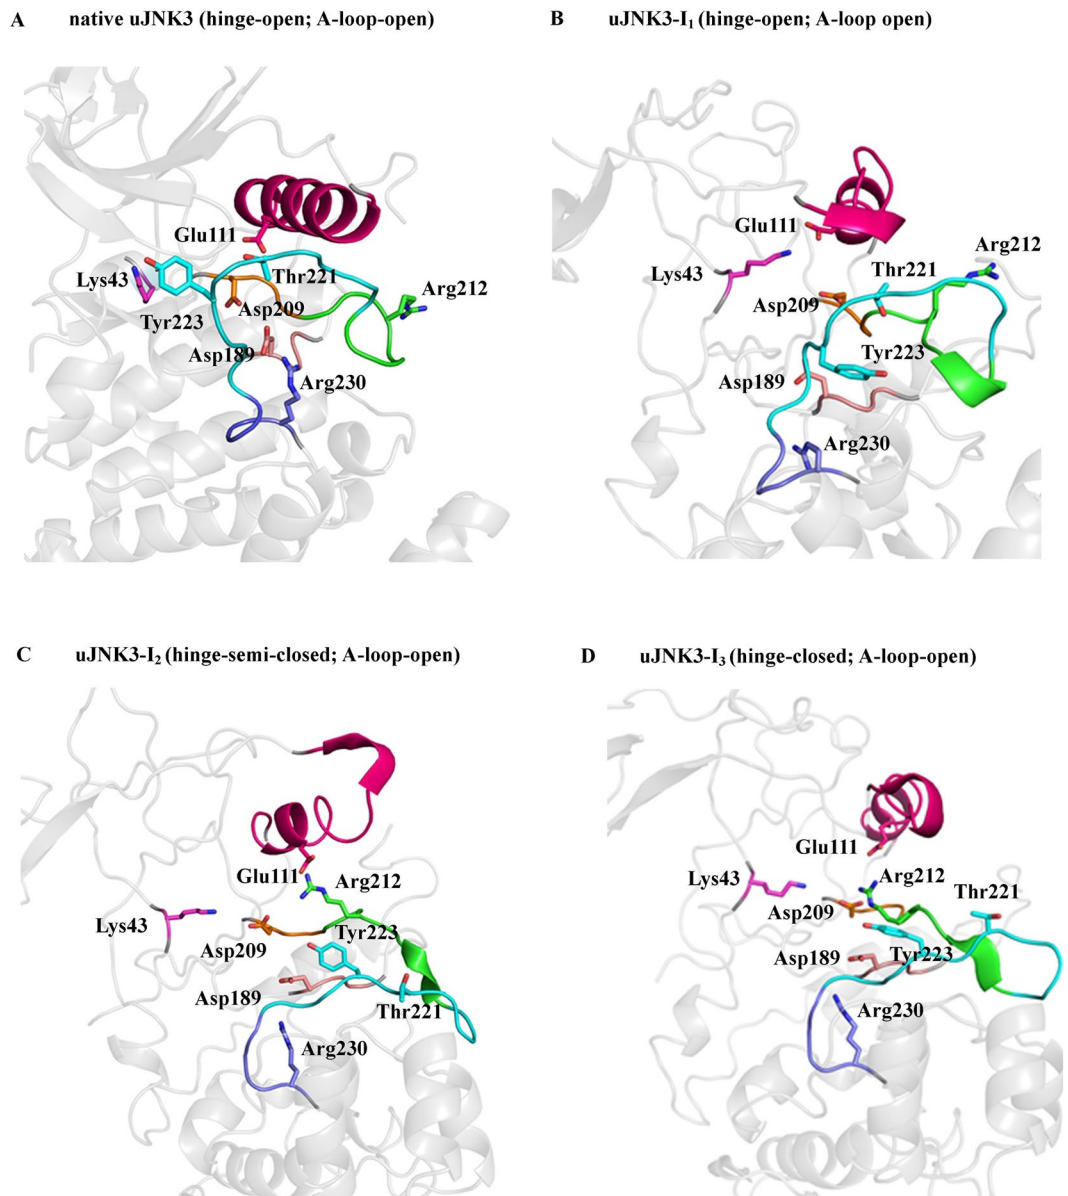 A native uJNK3 (hinge-open; A-loop-open)
Glu111
Lys43
Thr221
Arg212
Asp209
Tyr223
Asp189
Arg230
B uJNK3-I₁ (hinge-open; A-loop open)
Glu111
Arg212
Lys43
Thr221
Asp209
Tyr223
Asp189
Arg230
C uJNK3-I₂ (hinge-semi-closed; A-loop-open)
Glu111
Arg212
Lys43
Tyr223
Asp209
Asp189
Thr221
Arg230
D uJNK3-I₃ (hinge-closed; A-loop-open)
Glu111
Lys43
Arg212
Thr221
Asp209
Tyr223
Asp189
Arg230